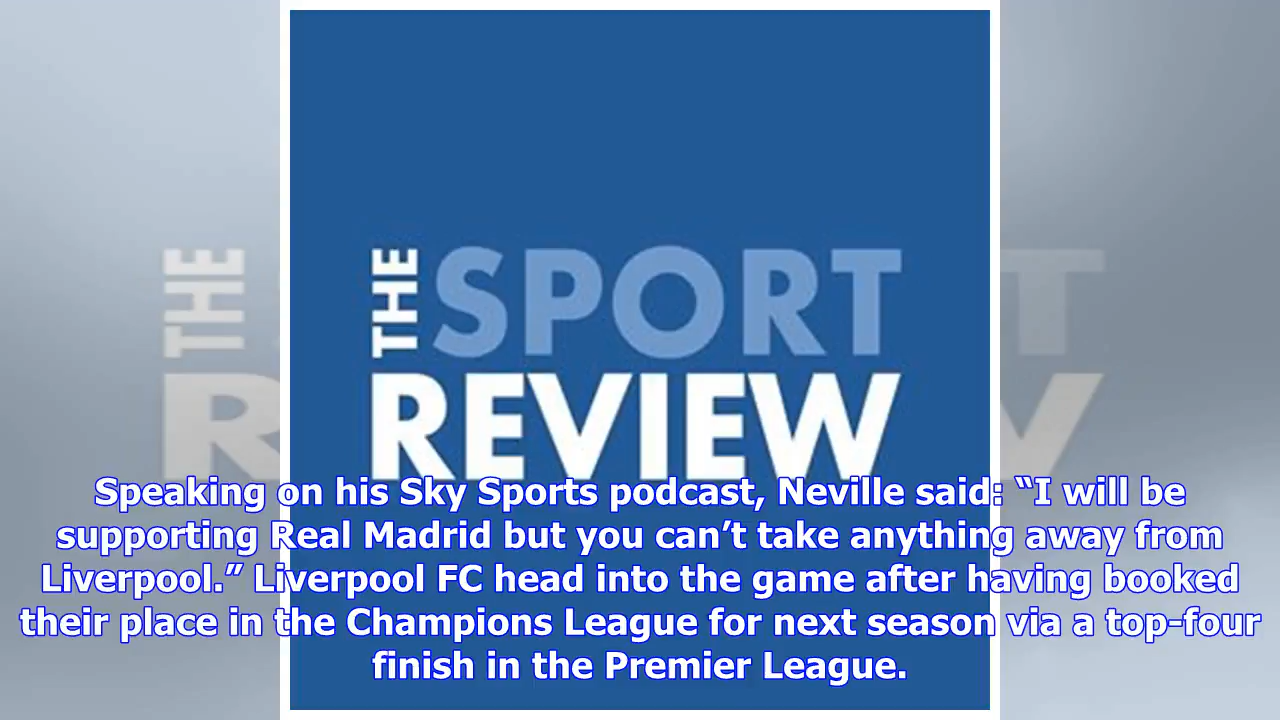 THE SPORT
REVIEW
Speaking on his Sky Sports podcast, Neville said: “I will be
supporting Real Madrid but you can’t take anything away from
Liverpool.” Liverpool FC head into the game after having booked
their place in the Champions League for next season via a top-four
finish in the Premier League.